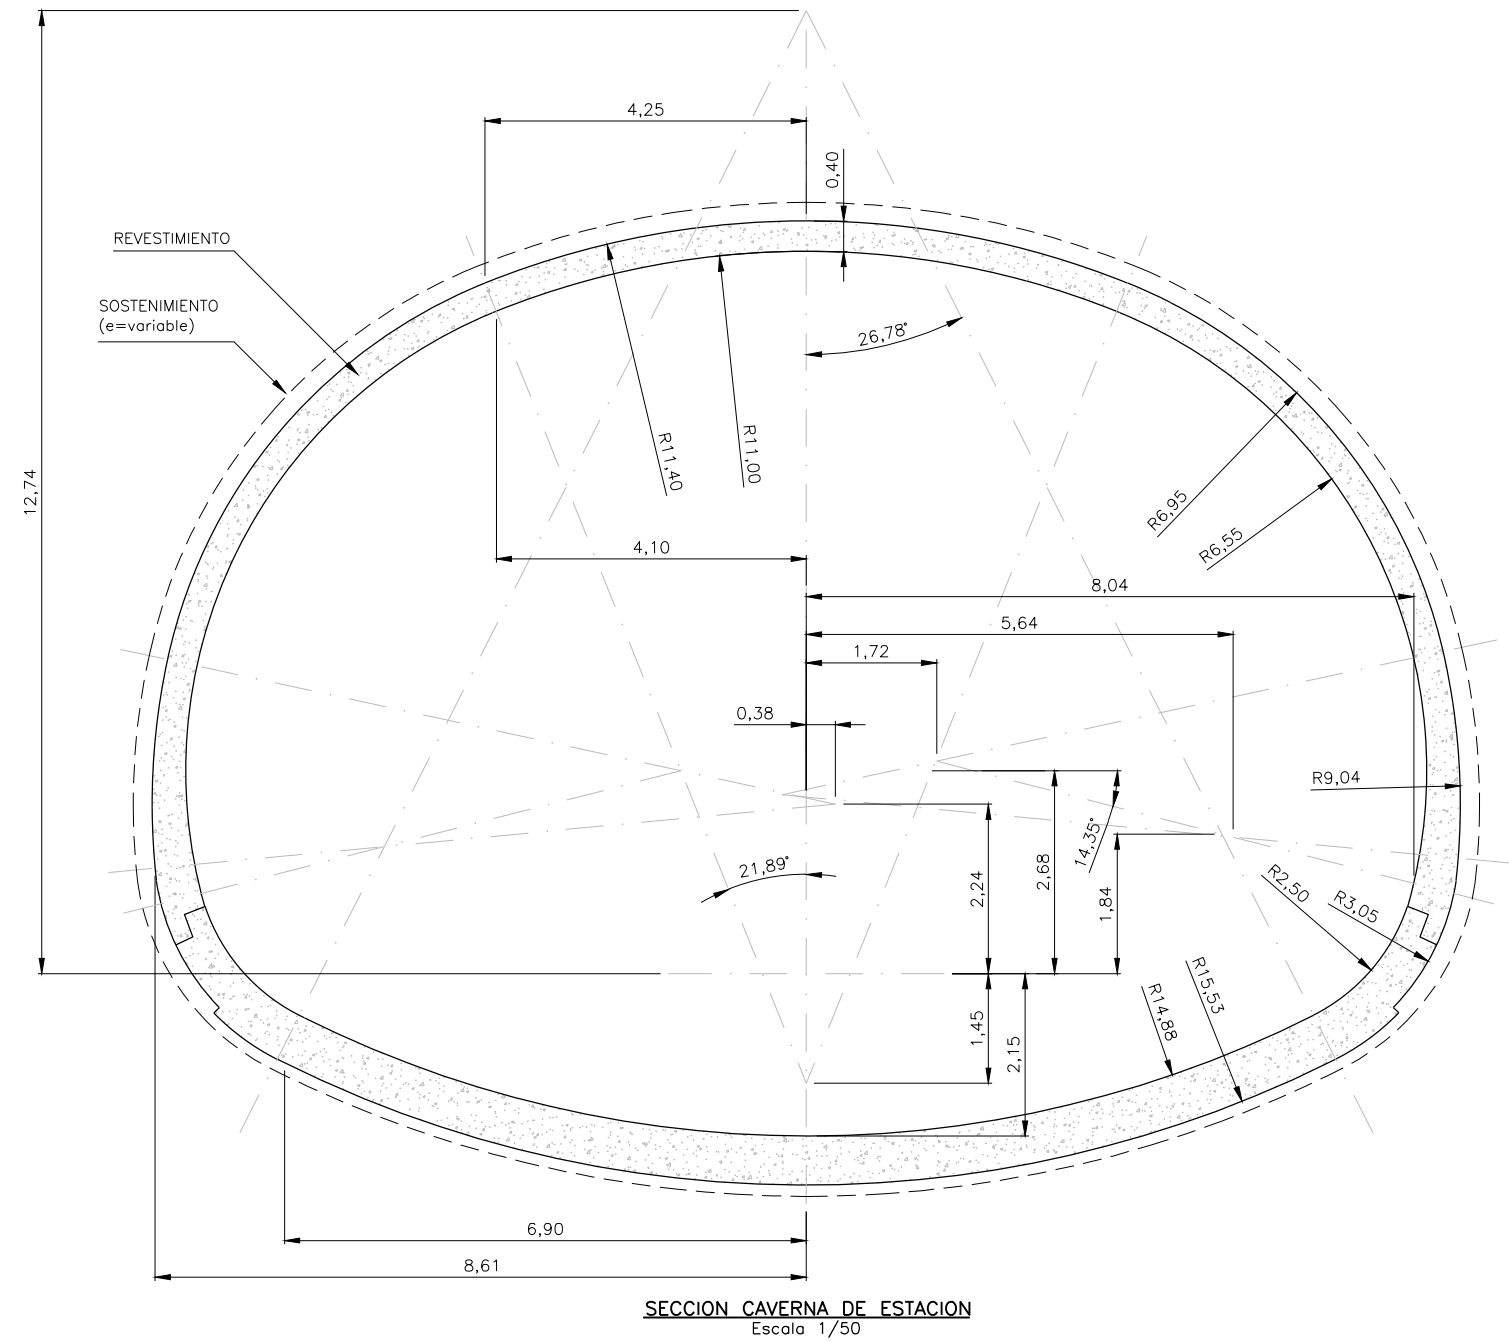 4,25
0,40
REVESTIMIENTO
SOSTENIMIENTO
(e=variable)
26,78°
R11,40
R11,00
12,74
R6,95
R6,55
4,10
8,04
5,64
1,72
0,38
R9,04
14,35°
2,68
2,24
1,84
21,89°
R2,50
R3,05
R15,53
R14,88
1,45
2,15
6,90
8,61
SECCION CAVERNA DE ESTACION
Escala 1/50